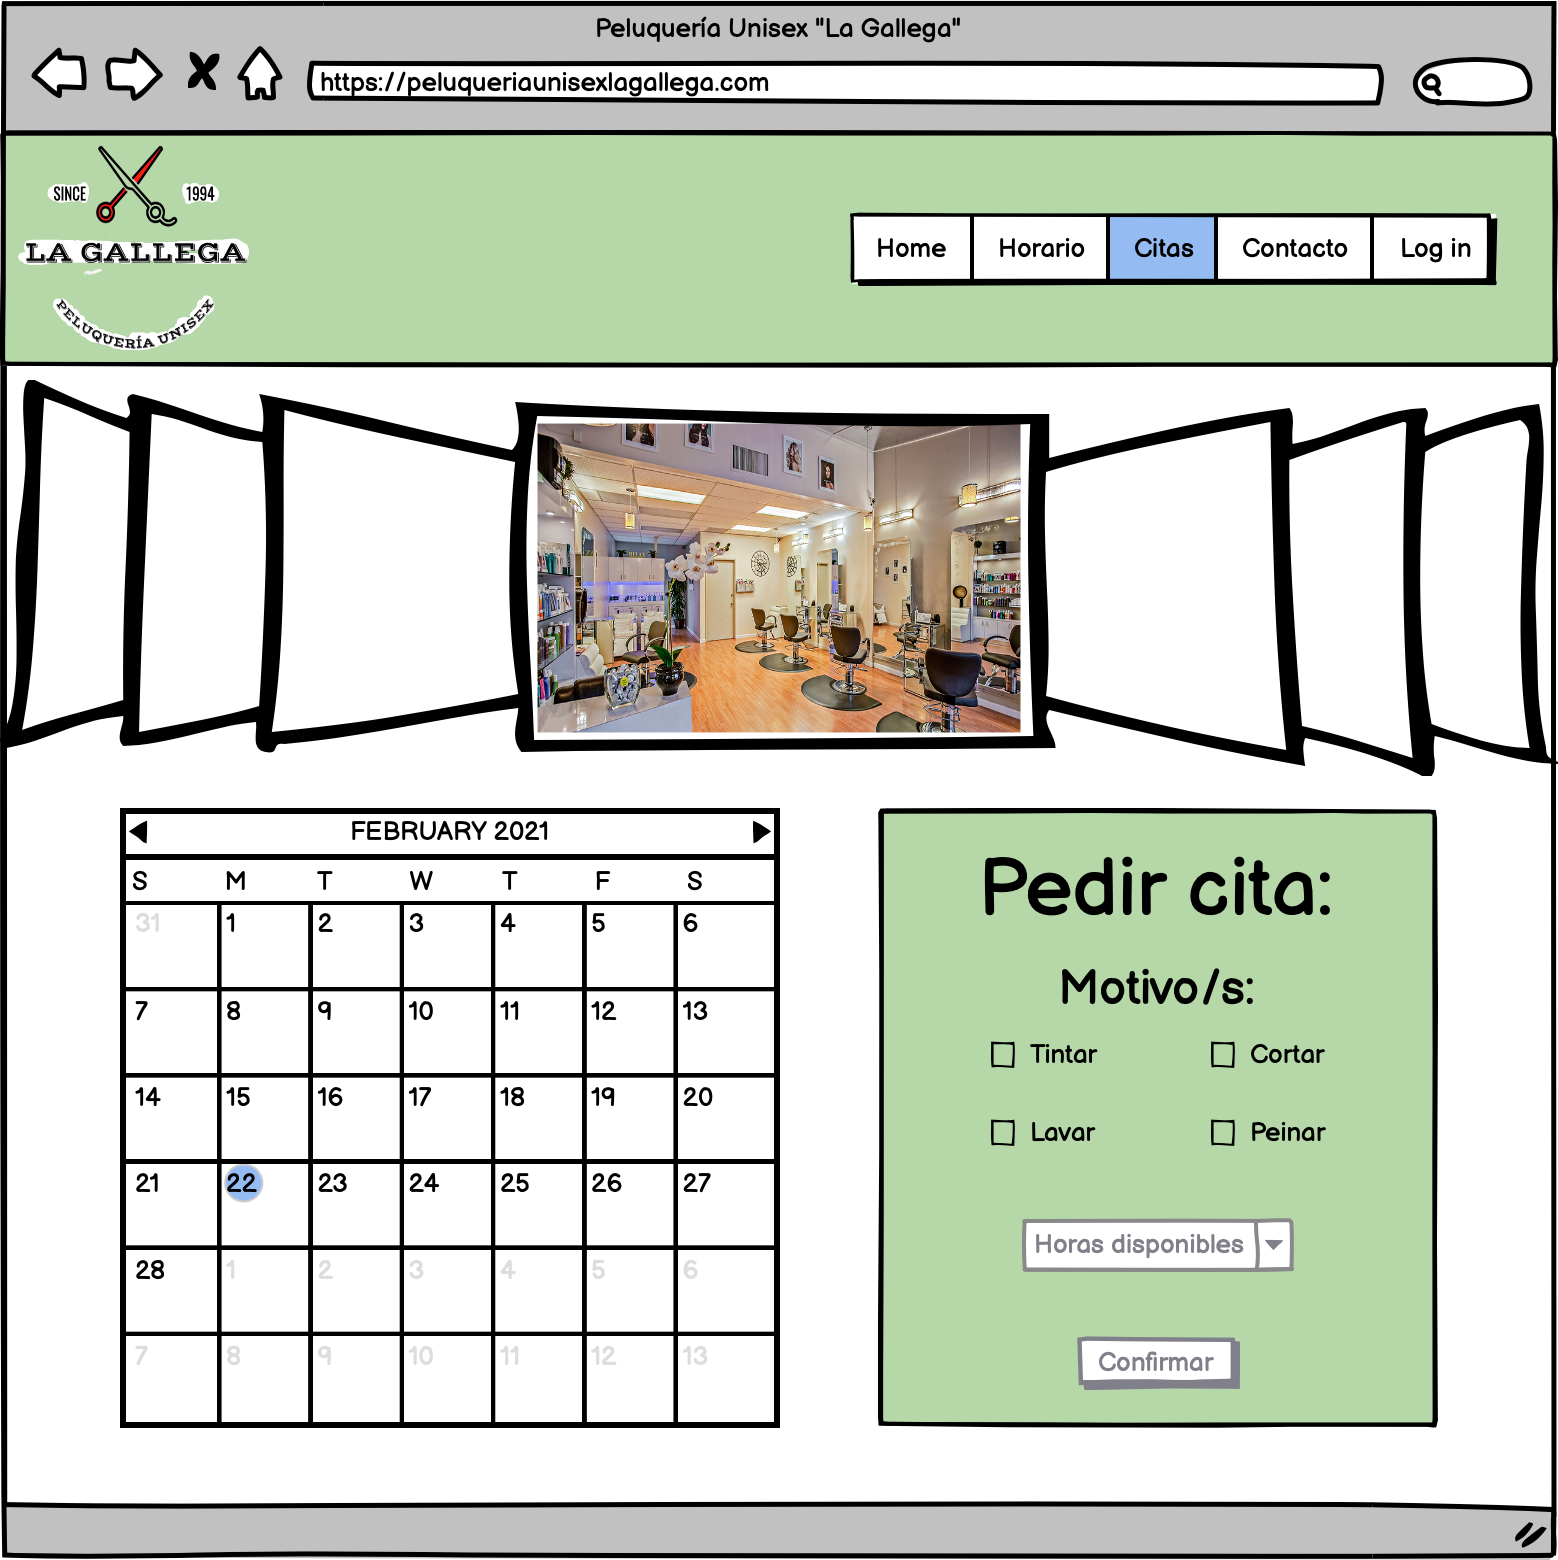 Peluquería Unisex "La Gallega"
https://peluqueriaunisexlagallega.com
SINCE 1994
LA GALLEGA
PELUQUERÍA UNISEX
Home Horario Citas Contacto Log in
FEBRUARY 2021
S M T W T F S
31 1 2 3 4 5 6
7 8 9 10 11 12 13
14 15 16 17 18 19 20
21 22 23 24 25 26 27
28 1 2 3 4 5 6
7 8 9 10 11 12 13
Pedir cita:
Motivo/s:
Tintar Cortar
Lavar Peinar
Horas disponibles
Confirmar